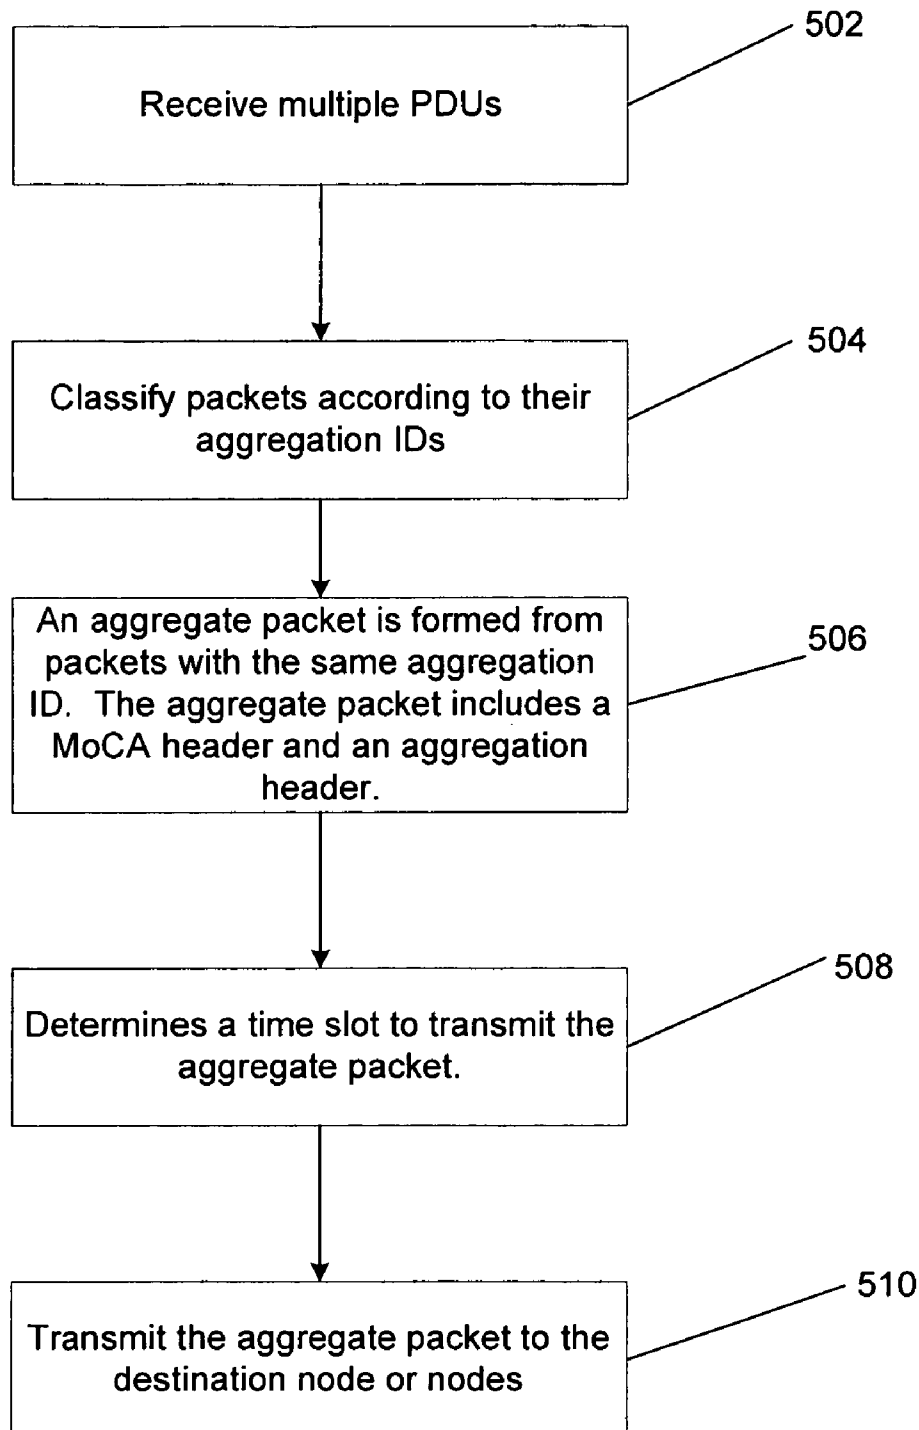 502
Receive multiple PDUs
504
Classify packets according to their
aggregation IDs
506
An aggregate packet is formed from
packets with the same aggregation
ID. The aggregate packet includes a
MoCA header and an aggregation
header.
508
Determines a time slot to transmit the
aggregate packet.
510
Transmit the aggregate packet to the
destination node or nodes